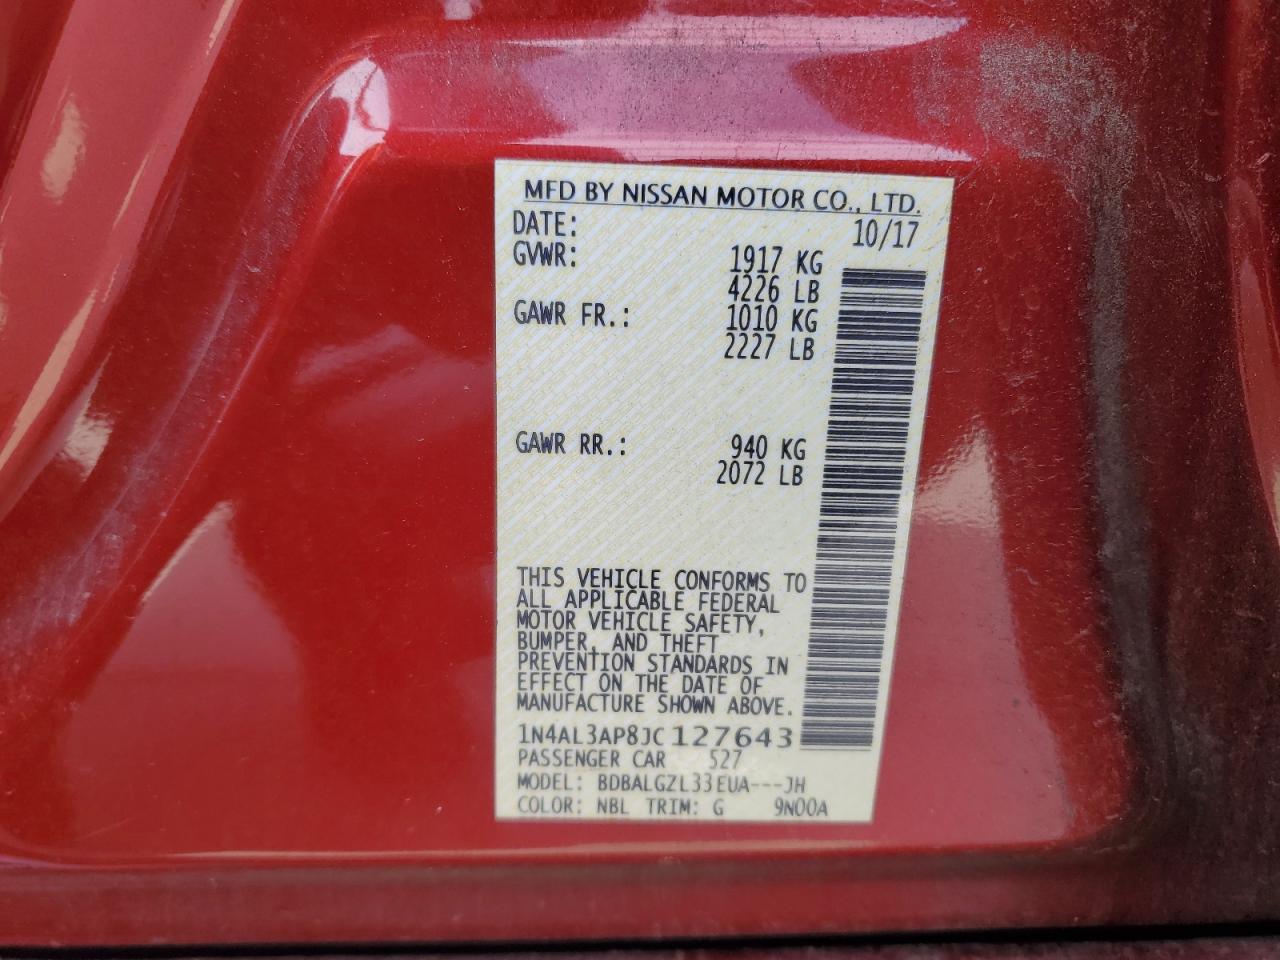 MFD BY NISSAN MOTOR CO., LTD.
DATE: 10/17
GVWR: 1917 KG
4226 LB
GAWR FR.: 1010 KG
2227 LB
GAWR RR.: 940 KG
2072 LB
THIS VEHICLE CONFORMS TO
ALL APPLICABLE FEDERAL
MOTOR VEHICLE SAFETY,
BUMPER, AND THEFT
PREVENTION STANDARDS IN
EFFECT ON THE DATE OF
MANUFACTURE SHOWN ABOVE.
1N4AL3AP8JC127643
PASSENGER CAR 527
MODEL: BDBALGZL33EUA---JH
COLOR: NBL TRIM: G 9N00A